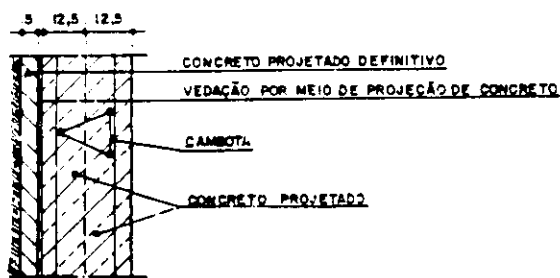 5 12,5 12,5
CONCRETO PROJETADO DEFINITIVO
VEDAÇÃO POR MEIO DE PROJEÇÃO DE CONCRETO
CAMBOTA
CONCRETO PROJETADO